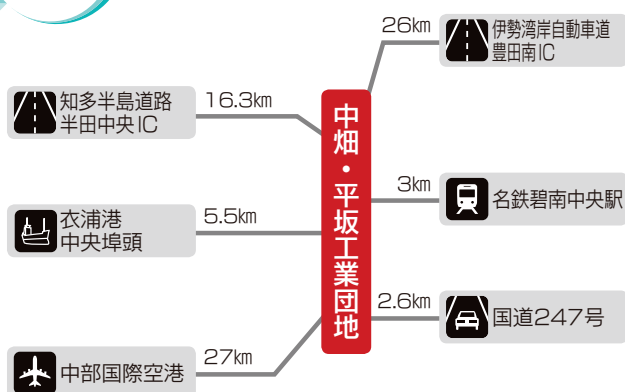 26km
伊勢湾岸自動車道
豊田南IC
知多半島道路
半田中央IC
16.3km
中畑・平坂工業団地
3km
名鉄碧南中央駅
衣浦港
中央埠頭
5.5km
2.6km
国道247号
中部国際空港
27km